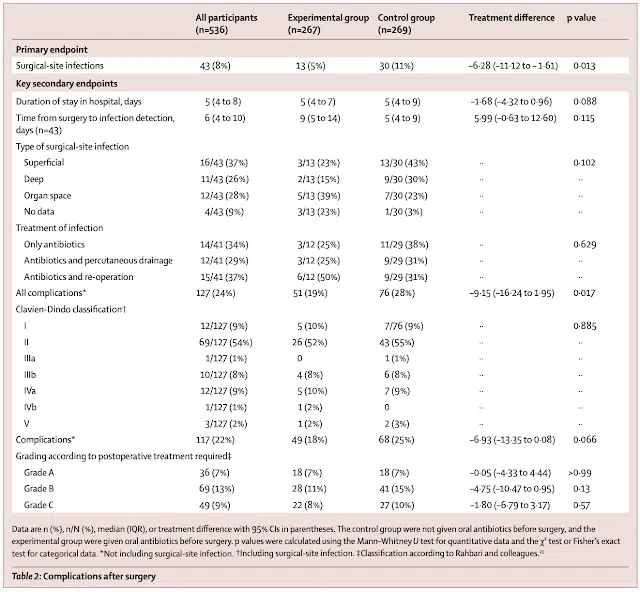 All participants (n=536) Experimental group (n=267) Control group (n=269) Treatment difference p value
Primary endpoint
Surgical-site infections 43 (8%) 13 (5%) 30 (11%) −6·28 (−11·12 to − 1·61) 0·013
Key secondary endpoints
Duration of stay in hospital, days 5 (4 to 8) 5 (4 to 7) 5 (4 to 9) −1·68 (−4·32 to 0·96) 0·088
Time from surgery to infection detection, days (n=43) 6 (4 to 10) 9 (5 to 14) 5 (4 to 9) 5·99 (−0·63 to 12·60) 0·115
Type of surgical-site infection
Superficial 16/43 (37%) 3/13 (23%) 13/30 (43%) ·· 0·102
Deep 11/43 (26%) 2/13 (15%) 9/30 (30%) ·· ··
Organ space 12/43 (28%) 5/13 (39%) 7/30 (23%) ·· ··
No data 4/43 (9%) 3/13 (23%) 1/30 (3%) ·· ··
Treatment of infection
Only antibiotics 14/41 (34%) 3/12 (25%) 11/29 (38%) ·· 0·629
Antibiotics and percutaneous drainage 12/41 (29%) 3/12 (25%) 9/29 (31%) ·· ··
Antibiotics and re-operation 15/41 (37%) 6/12 (50%) 9/29 (31%) ·· ··
All complications* 127 (24%) 51 (19%) 76 (28%) −9·15 (−16·24 to 1·95) 0·017
Clavien-Dindo classification†
I 12/127 (9%) 5 (10%) 7/76 (9%) ·· 0·885
II 69/127 (54%) 26 (52%) 43 (55%) ·· ··
IIIa 1/127 (1%) 0 1 (1%) ·· ··
IIIb 10/127 (8%) 4 (8%) 6 (8%) ·· ··
IVa 12/127 (9%) 5 (10%) 7 (9%) ·· ··
IVb 1/127 (1%) 1 (2%) 0 ·· ··
V 3/127 (2%) 1 (2%) 2 (3%) ·· ··
Complications* 117 (22%) 49 (18%) 68 (25%) −6·93 (−13·35 to 0·08) 0·066
Grading according to postoperative treatment required‡
Grade A 36 (7%) 18 (7%) 18 (7%) −0·05 (−4·33 to 4·44) >0·99
Grade B 69 (13%) 28 (11%) 41 (15%) −4·75 (−10·47 to 0·95) 0·13
Grade C 49 (9%) 22 (8%) 27 (10%) −1·80 (−6·79 to 3·17) 0·57
Data are n (%), n/N (%), median (IQR), or treatment difference with 95% CIs in parentheses. The control group were not given oral antibiotics before surgery, and the
experimental group were given oral antibiotics before surgery. p values were calculated using the Mann–Whitney U test for quantitative data and the χ² test or Fisher's exact
test for categorical data. *Not including surgical-site infection. †Including surgical-site infection. ‡Classification according to Rahbari and colleagues.
Table 2: Complications after surgery